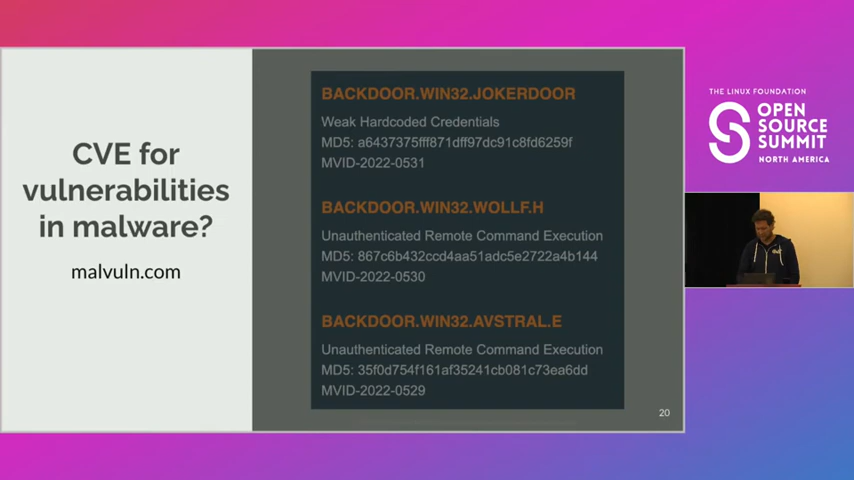 CVE for
vulnerabilities
in malware?
malvuln.com
BACKDOOR.WIN32.JOKERDOOR
Weak Hardcoded Credentials
MD5: a6437375fff871dff97dc91c8fd6259f
MVID-2022-0531
BACKDOOR.WIN32.WOLLF.H
Unauthenticated Remote Command Execution
MD5: 867c6b432ccd4aa51adc5e2722a4b144
MVID-2022-0530
BACKDOOR.WIN32.AVSTRAL.E
Unauthenticated Remote Command Execution
MD5: 35f0d754f161af35241cb081c73ea6dd
MVID-2022-0529
20
THE LINUX FOUNDATION
OPEN
SOURCE
SUMMIT
NORTH AMERICA